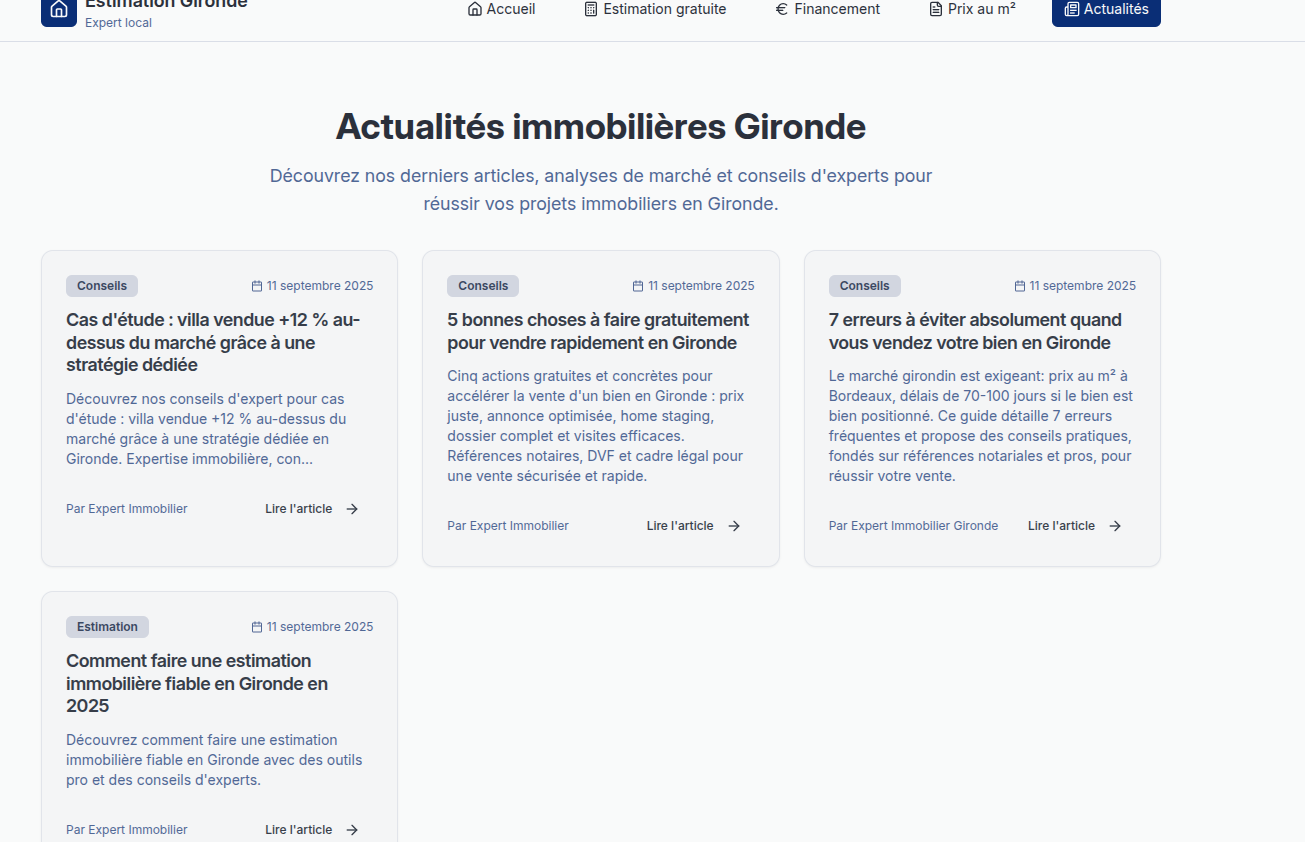 Estimation Gironde
Expert local
Accueil
Estimation gratuite
Financement
Prix au m²
Actualités
Actualités immobilières Gironde
Découvrez nos derniers articles, analyses de marché et conseils d'experts pour
réussir vos projets immobiliers en Gironde.
Conseils
11 septembre 2025
Cas d'étude : villa vendue +12 % au-
dessus du marché grâce à une
stratégie dédiée
Découvrez nos conseils d'expert pour cas
d'étude : villa vendue +12 % au-dessus du
marché grâce à une stratégie dédiée en
Gironde. Expertise immobilière, con...
Par Expert Immobilier
Lire l'article
Conseils
11 septembre 2025
5 bonnes choses à faire gratuitement
pour vendre rapidement en Gironde
Cinq actions gratuites et concrètes pour
accélérer la vente d'un bien en Gironde : prix
juste, annonce optimisée, home staging,
dossier complet et visites efficaces.
Références notaires, DVF et cadre légal pour
une vente sécurisée et rapide.
Par Expert Immobilier
Lire l'article
Conseils
11 septembre 2025
7 erreurs à éviter absolument quand
vous vendez votre bien en Gironde
Le marché girondin est exigeant: prix au m² à
Bordeaux, délais de 70-100 jours si le bien est
bien positionné. Ce guide détaille 7 erreurs
fréquentes et propose des conseils pratiques,
fondés sur références notariales et pros, pour
réussir votre vente.
Par Expert Immobilier Gironde
Lire l'article
Estimation
11 septembre 2025
Comment faire une estimation
immobilière fiable en Gironde en
2025
Découvrez comment faire une estimation
immobilière fiable en Gironde avec des outils
pro et des conseils d'experts.
Par Expert Immobilier
Lire l'article